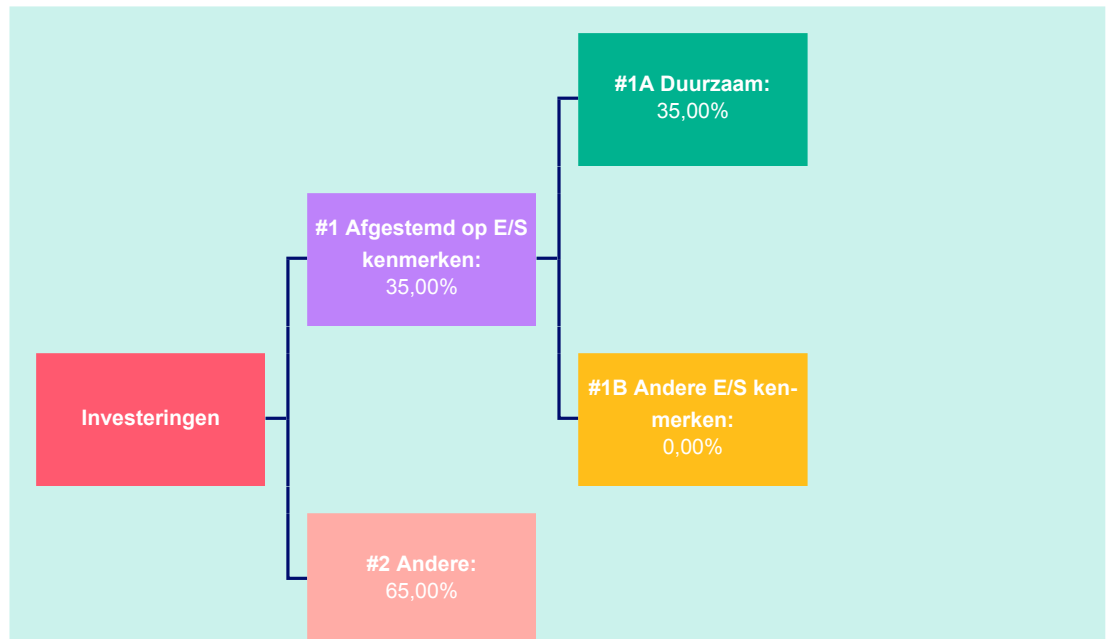 #1A Duurzaam:
35,00%
#1 Afgestemd op E/S
kenmerken:
35,00%
Investeringen
#1B Andere E/S ken-
merken:
0,00%
#2 Andere:
65,00%